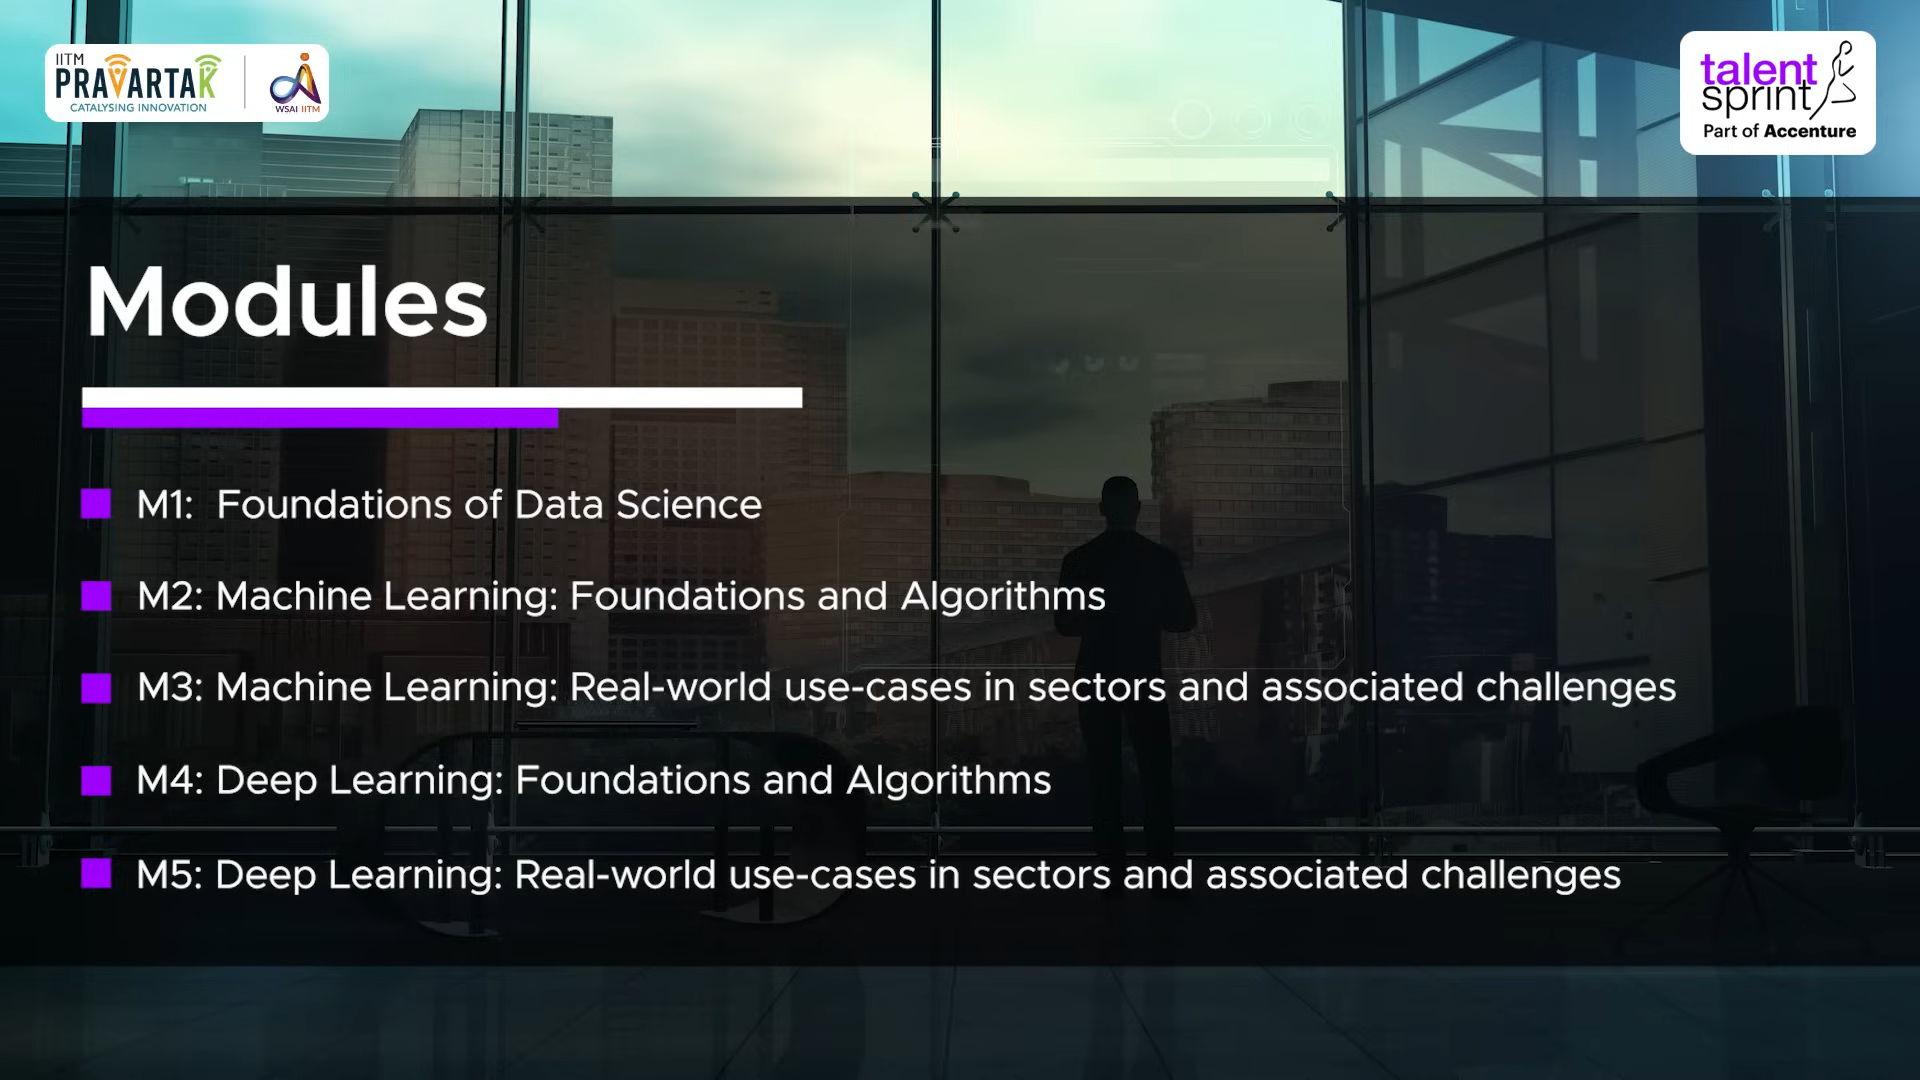 IITM
PRAVARTAK
CATALYSING INNOVATION
WSAI IITM
talent
sprint
Part of Accenture
Modules
M1: Foundations of Data Science
M2: Machine Learning: Foundations and Algorithms
M3: Machine Learning: Real-world use-cases in sectors and associated challenges
M4: Deep Learning: Foundations and Algorithms
M5: Deep Learning: Real-world use-cases in sectors and associated challenges